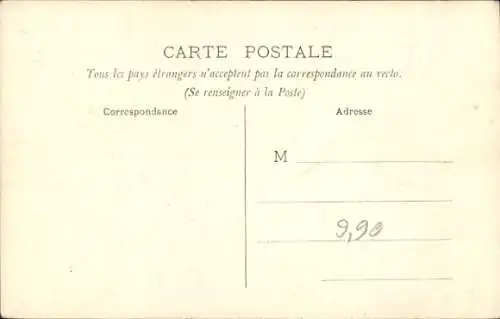 CARTE POSTALE
Tous les pays étrangers n'acceptent pas la correspondance au recto.
(Se renseigner à la Poste)
Correspondance
Adresse
M
9,90